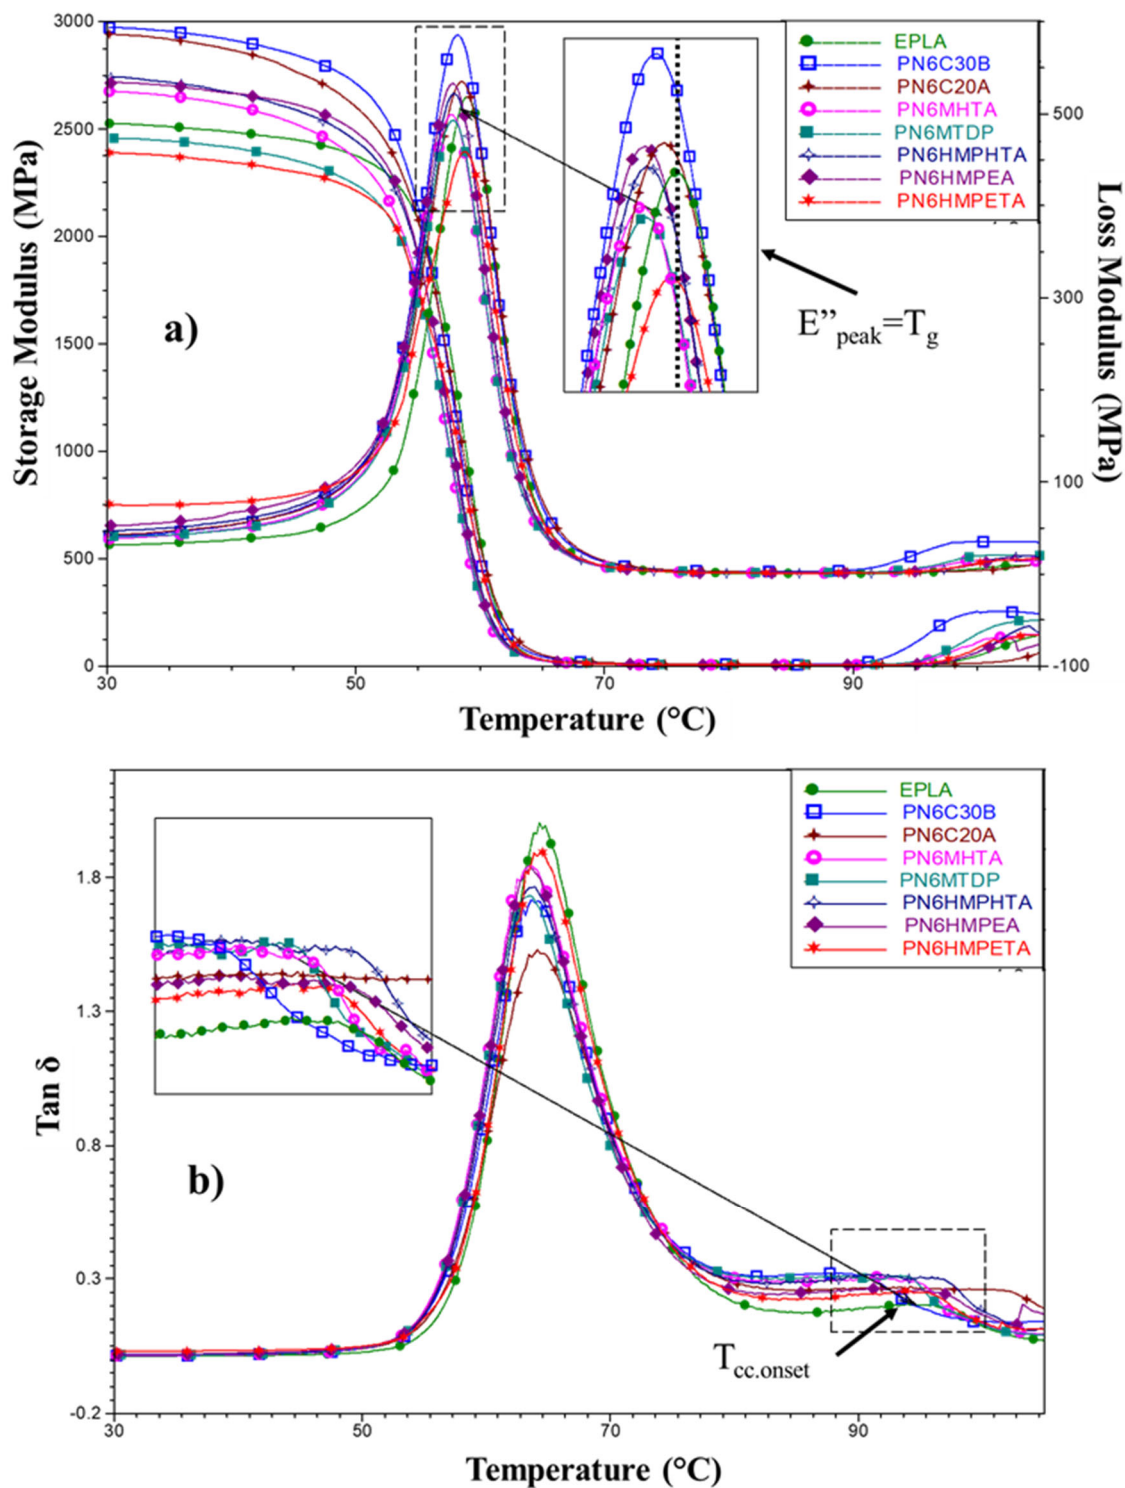 3000
2500
2000
1500
1000
500
0
30
50
70
90
500
300
100
-100
Storage Modulus (MPa)
Loss Modulus (MPa)
Temperature (°C)
a)
EPLA
PN6C30B
PN6C20A
PN6MHTA
PN6MTDP
PN6HMPHTA
PN6HMPEA
PN6HMPETA
E”peak=Tg
1.8
1.3
0.8
0.3
-0.2
30
50
70
90
Tan δ
Temperature (°C)
b)
EPLA
PN6C30B
PN6C20A
PN6MHTA
PN6MTDP
PN6HMPHTA
PN6HMPEA
PN6HMPETA
Tcc.onset